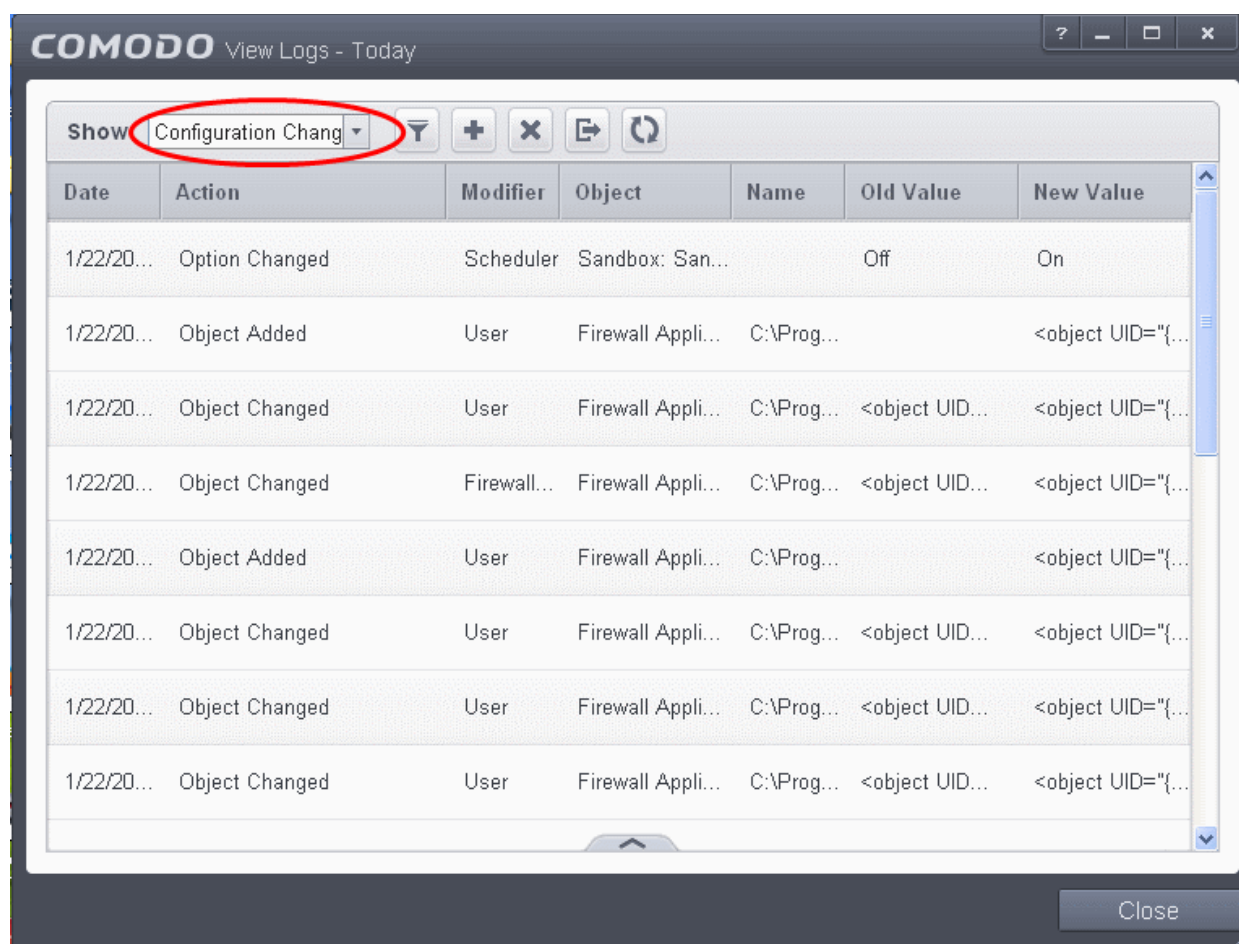 COMODO View Logs - Today
? _ x
Show Configuration Chang
Date Action Modifier Object Name Old Value New Value
1/22/20... Option Changed Scheduler Sandbox: San... Off On
1/22/20... Object Added User Firewall Appli... C:\Prog... <object UID="{...
1/22/20... Object Changed User Firewall Appli... C:\Prog... <object UID... <object UID="{...
1/22/20... Object Changed Firewall... Firewall Appli... C:\Prog... <object UID... <object UID="{...
1/22/20... Object Added User Firewall Appli... C:\Prog... <object UID="{...
1/22/20... Object Changed User Firewall Appli... C:\Prog... <object UID... <object UID="{...
1/22/20... Object Changed User Firewall Appli... C:\Prog... <object UID... <object UID="{...
1/22/20... Object Changed User Firewall Appli... C:\Prog... <object UID... <object UID="{...
Close